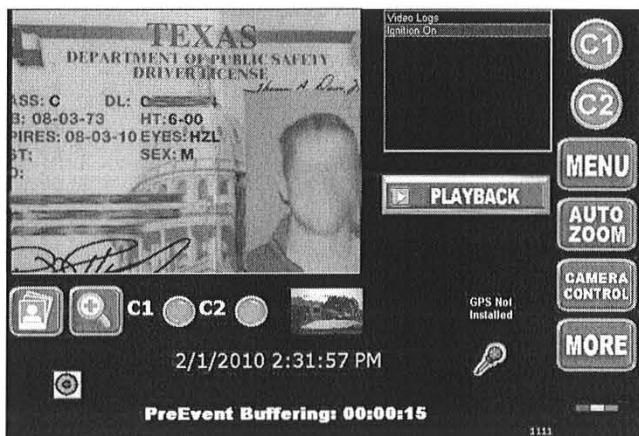 TEXAS
DEPARTMENT OF PUBLIC SAFETY
DRIVER LICENSE
ASS: C DL:
B: 08-03-73 HT:6-00
PIRES: 08-03-10 EYES: HZL
ST: SEX: M
D:
Video Logs
Ignition On
C1
C2
MENU
PLAYBACK
AUTO
ZOOM
CAMERA
CONTROL
C1 C2
GPS Not
Installed
MORE
2/1/2010 2:31:57 PM
PreEvent Buffering: 00:00:15
1111